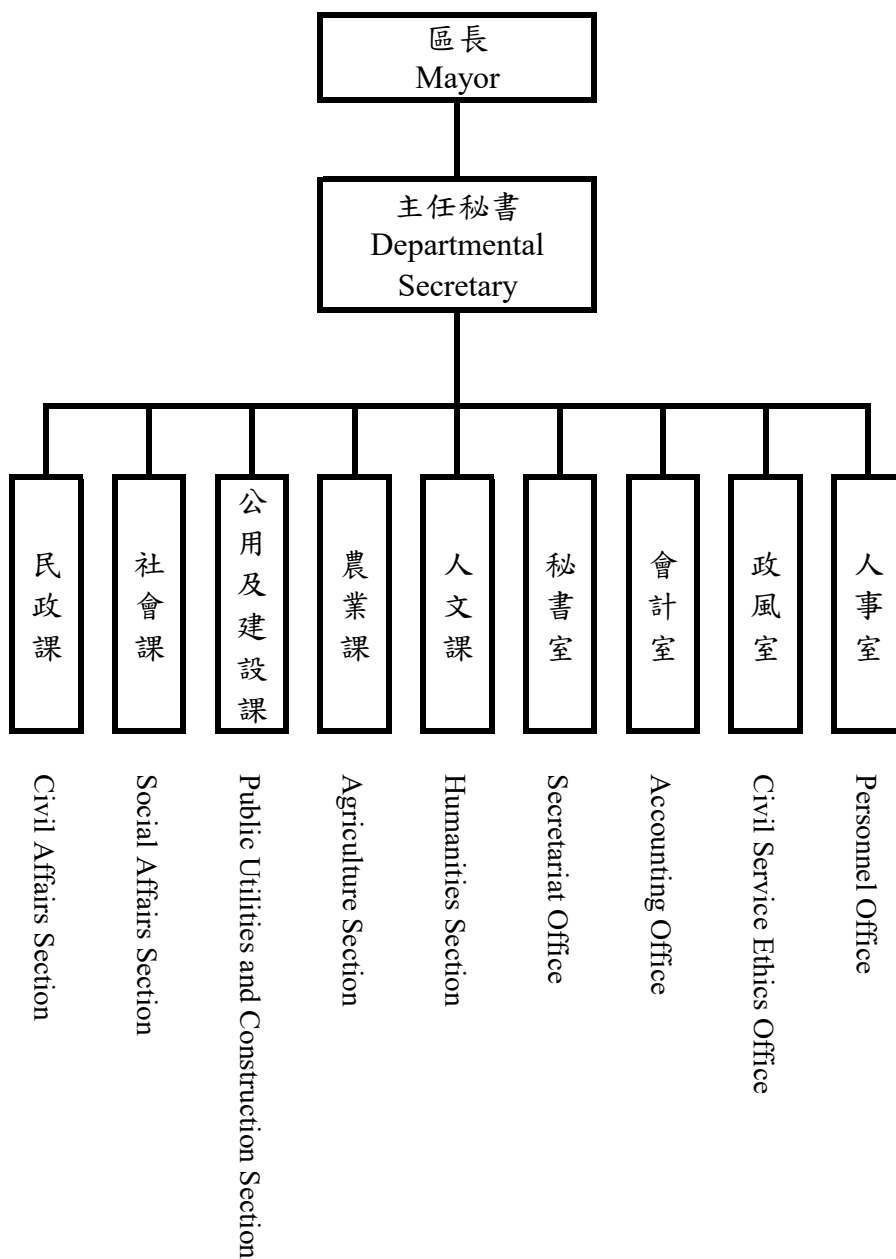 區長
Mayor
主任秘書
Departmental
Secretary
民政課
社會課
公用及建設課
農業課
人文課
秘書室
會計室
政風室
人事室
Civil Affairs Section
Social Affairs Section
Public Utilities and Construction Section
Agriculture Section
Humanities Section
Secretariat Office
Accounting Office
Civil Service Ethics Office
Personnel Office